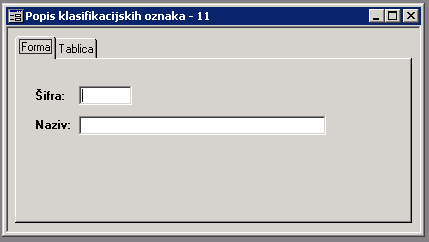 Popis klasifikacijskih oznaka - 11
Forma Tablica
Šifra:
Naziv: